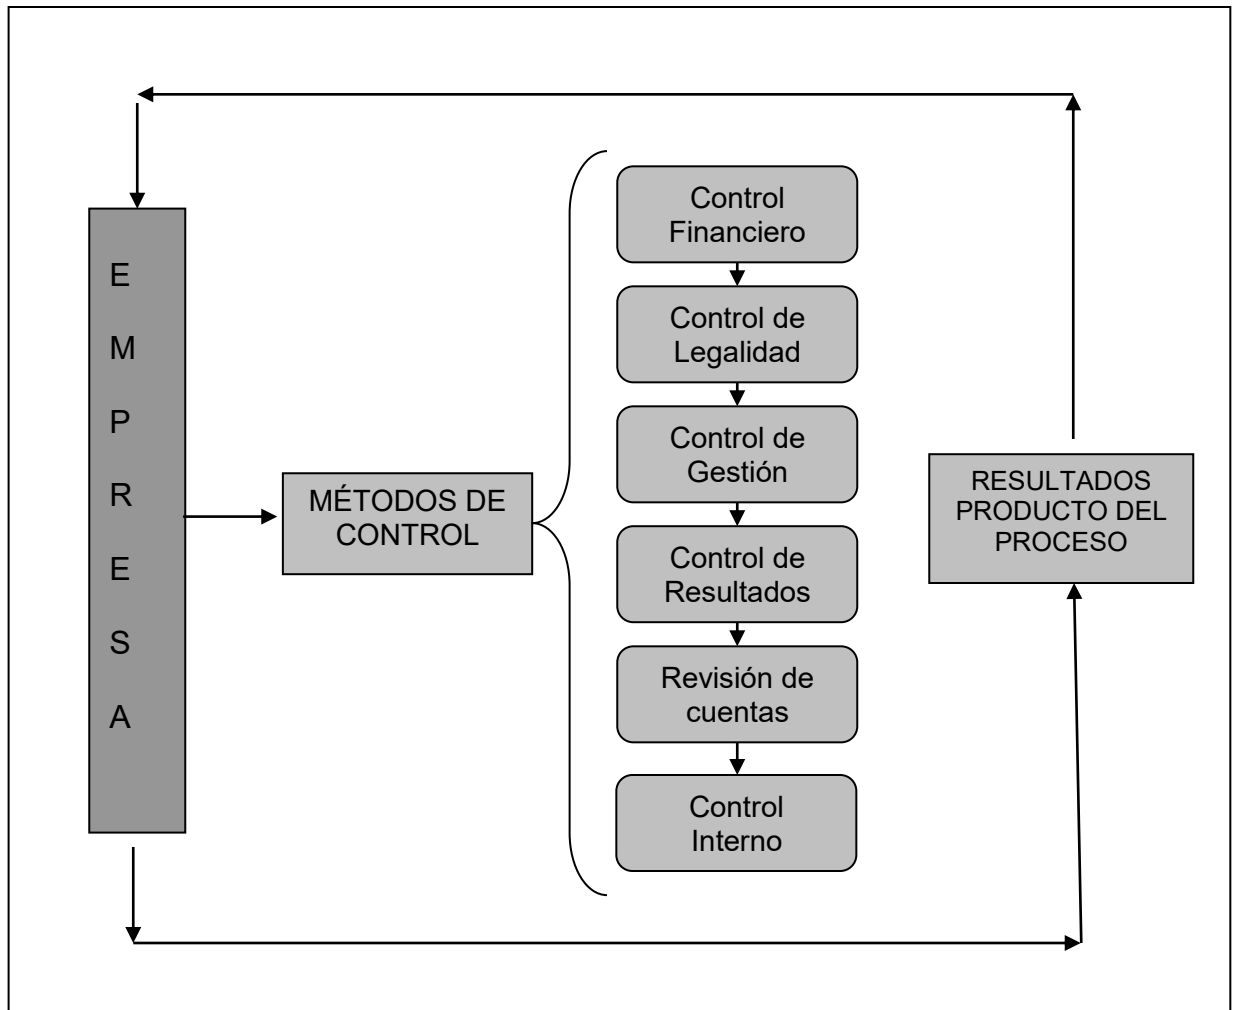 E
M
P
R
E
S
A
MÉTODOS DE
CONTROL
Control
Financiero
Control de
Legalidad
Control de
Gestión
Control de
Resultados
Revisión de
cuentas
Control
Interno
RESULTADOS
PRODUCTO DEL
PROCESO